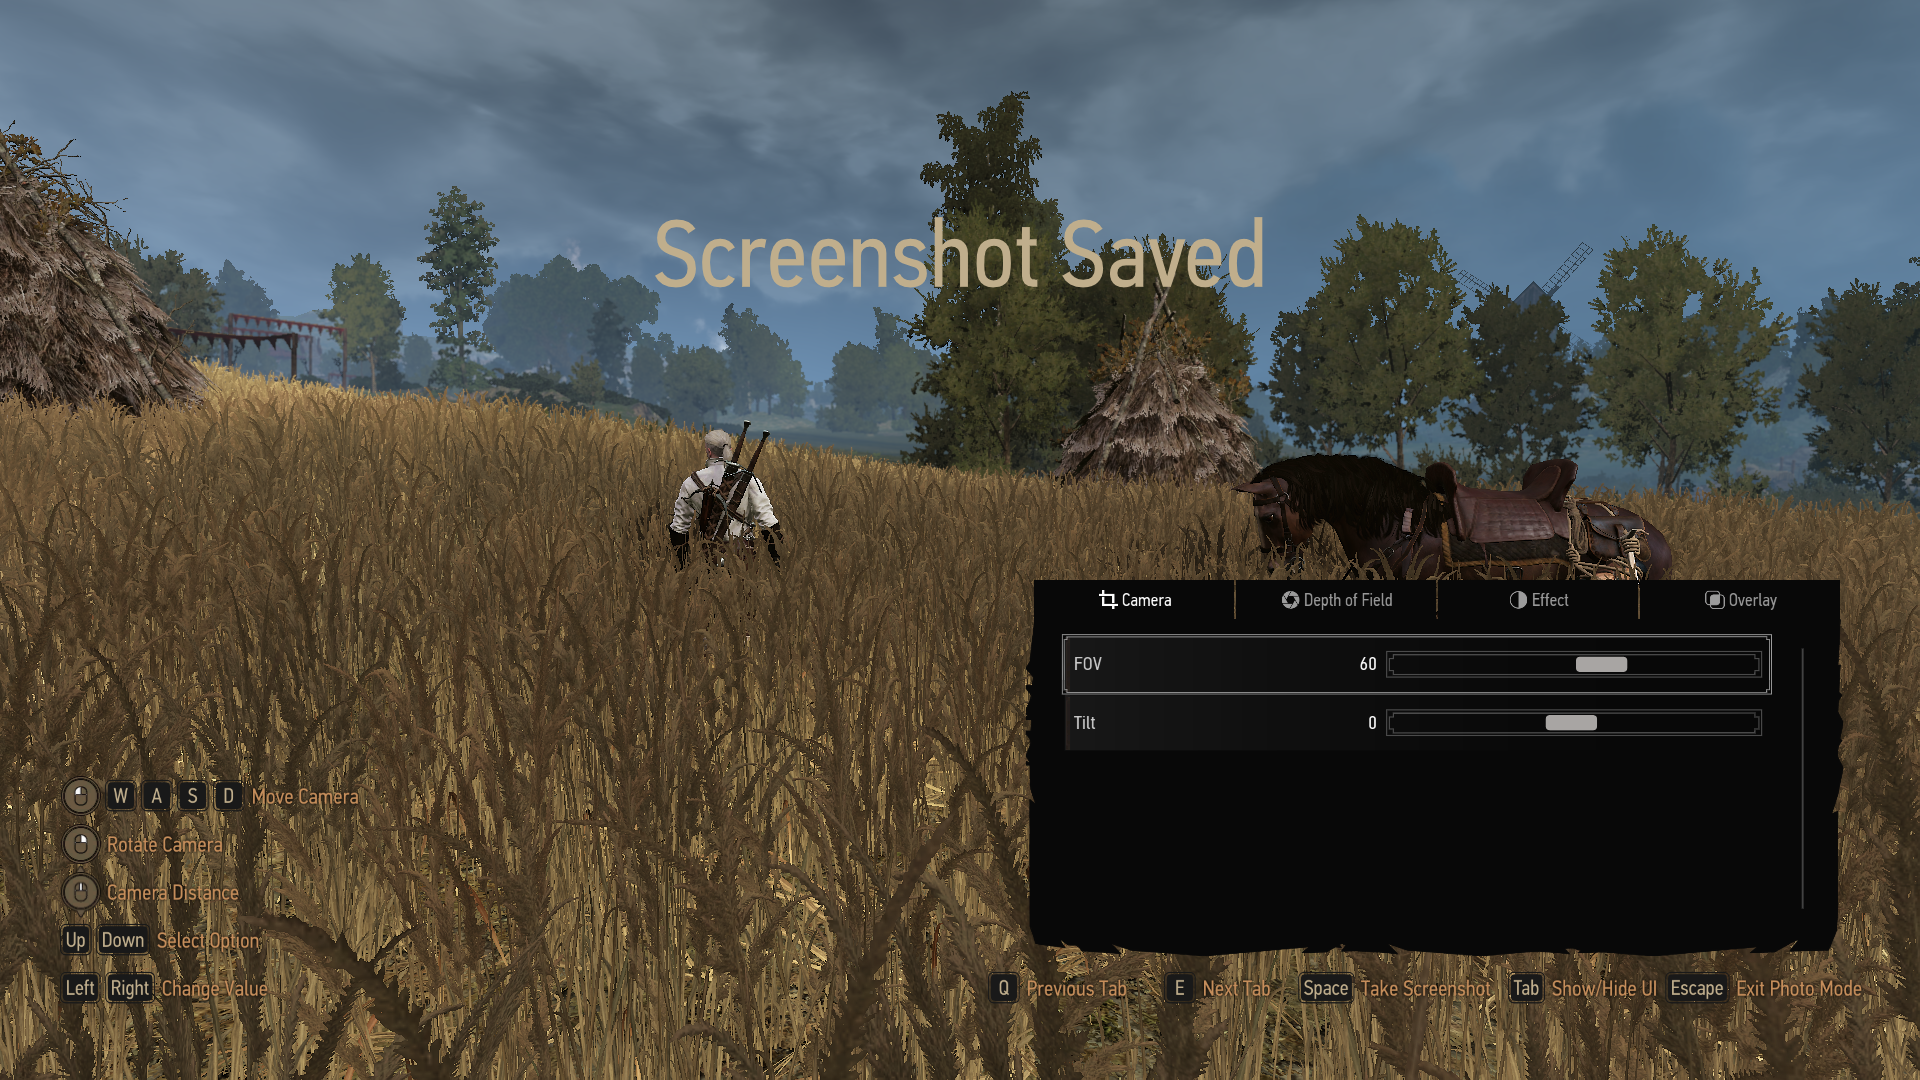 Screenshot Saved
Camera
Depth of Field
Effect
Overlay
FOV 60
Tilt 0
W A S D Move Camera
Rotate Camera
Camera Distance
Up Down Select Option
Left Right Change Value
Q Previous Tab E Next Tab Space Take Screenshot Tab Show/Hide UI Escape Exit Photo Mode